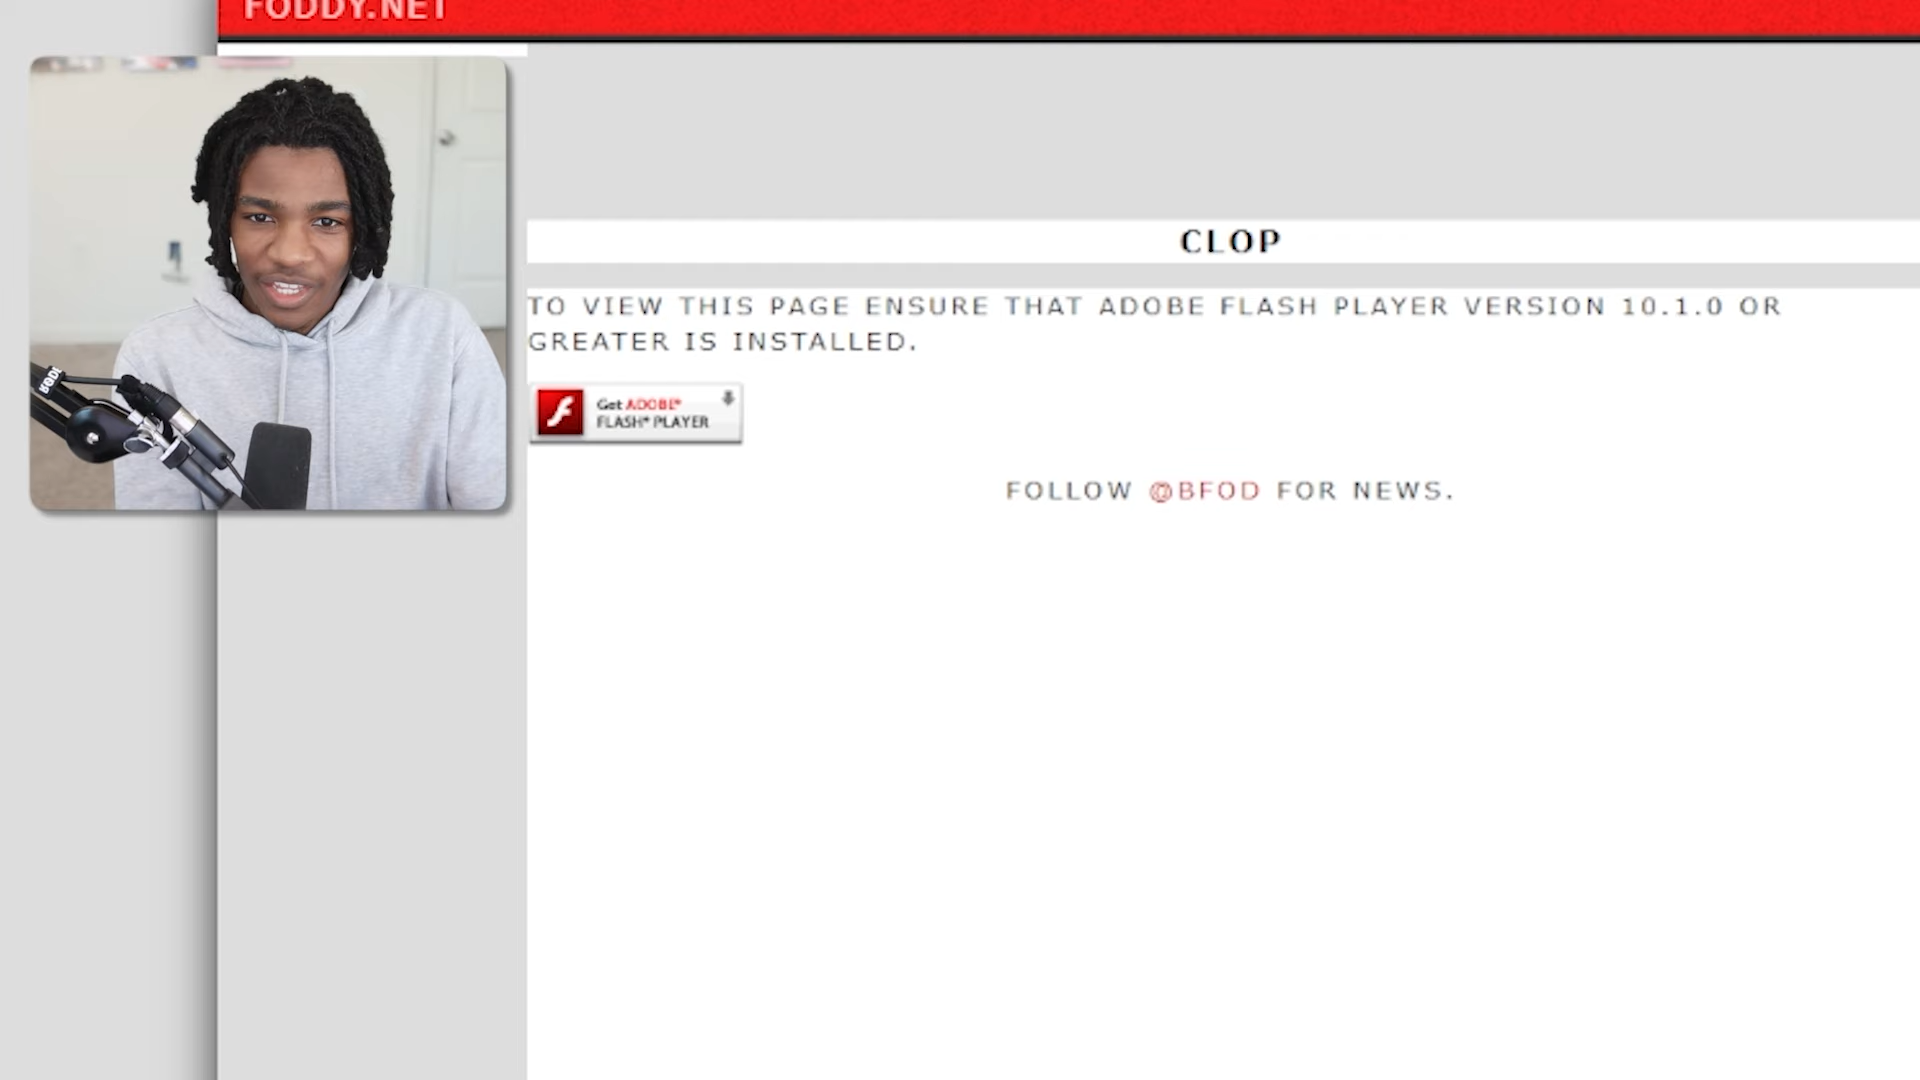 FODDY.NET
CLOP
TO VIEW THIS PAGE ENSURE THAT ADOBE FLASH PLAYER VERSION 10.1.0 OR
GREATER IS INSTALLED.
Get ADOBE®
FLASH® PLAYER
FOLLOW @BFOD FOR NEWS.
RODE